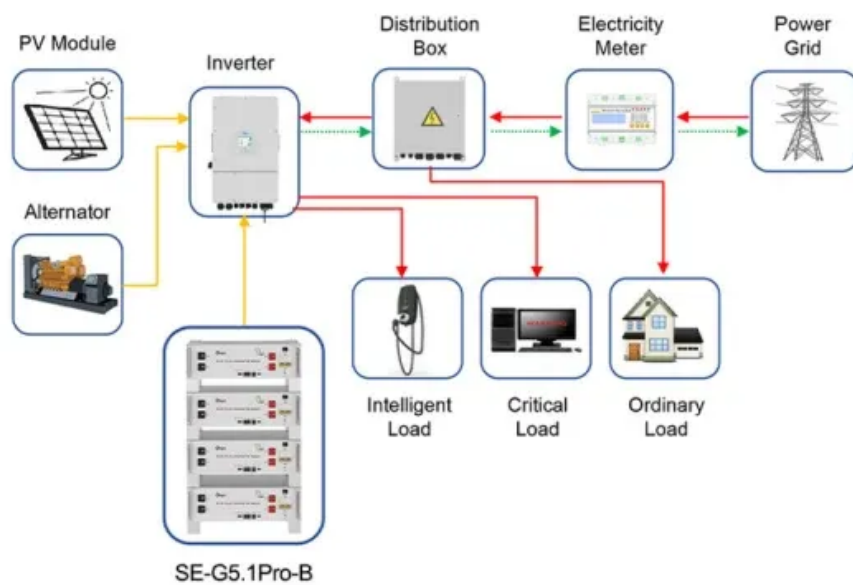 PV Module
Inverter
Distribution
Box
Electricity
Meter
Power
Grid
Alternator
Intelligent
Load
Critical
Load
Ordinary
Load
SE-G5.1Pro-B